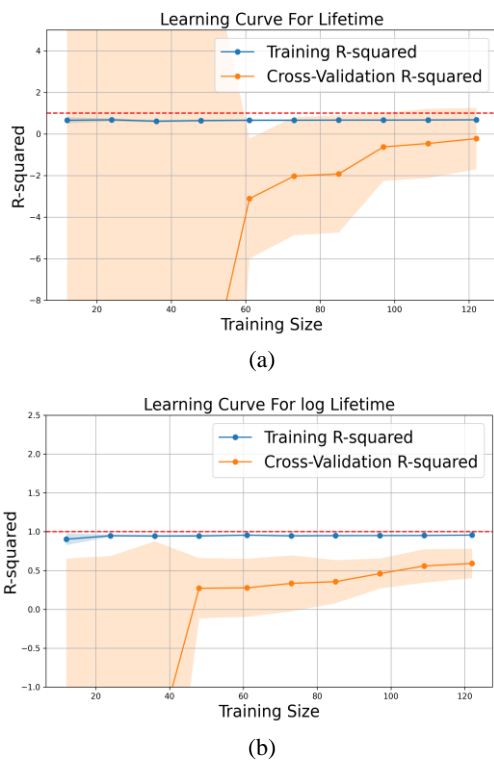 Learning Curve For Lifetime
Training R-squared
Cross-Validation R-squared
R-squared
4
2
0
−2
−4
−6
−8
20
40
60
80
100
120
Training Size
(a)
Learning Curve For log Lifetime
Training R-squared
Cross-Validation R-squared
R-squared
2.5
2.0
1.5
1.0
0.5
0.0
−0.5
−1.0
20
40
60
80
100
120
Training Size
(b)